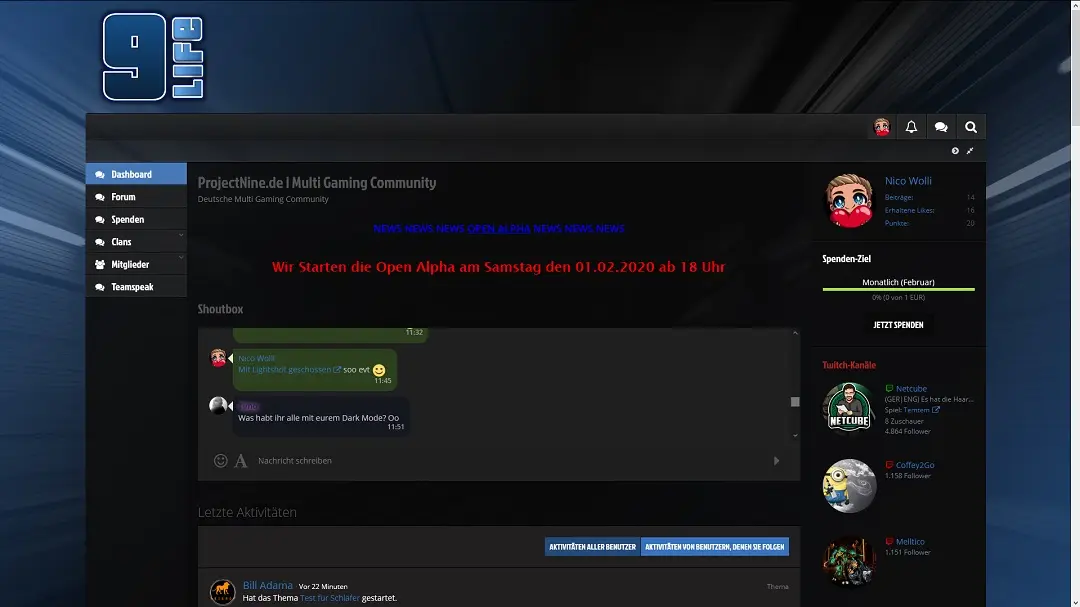 9 LIFE
Dashboard
Forum
Spenden
Clans
Mitglieder
Teamspeak
ProjectNine.de | Multi Gaming Community
Deutsche Multi Gaming Community
NEWS NEWS NEWS OPEN ALPHA NEWS NEWS NEWS
Wir Starten die Open Alpha am Samstag den 01.02.2020 ab 18 Uhr
Shoutbox
11:32
Nico Wolli
Mit Lightshot geschossen soo evt
11:45
Was habt ihr alle mit eurem Dark Mode? Oo
11:51
Nachricht schreiben
Letzte Aktivitäten
AKTIVITÄTEN ALLER BENUTZER AKTIVITÄTEN VON BENUTZERN, DENEN SIE FOLGEN
Bill Adama Vor 22 Minuten
Thema
Hat das Thema Test für Schläfer gestartet.
Nico Wolli
Beiträge: 14
Erhaltene Likes: 16
Punkte: 20
Spenden-Ziel
Monatlich (Februar)
0% (0 von 1 EUR)
JETZT SPENDEN
Twitch-Kanäle
NETCUBE
Netcube
(GER|ENG) Es hat die Haar...
Spiel: Temtem
8 Zuschauer
4.864 Follower
Coffey2Go
1.158 Follower
Melltico
1.151 Follower